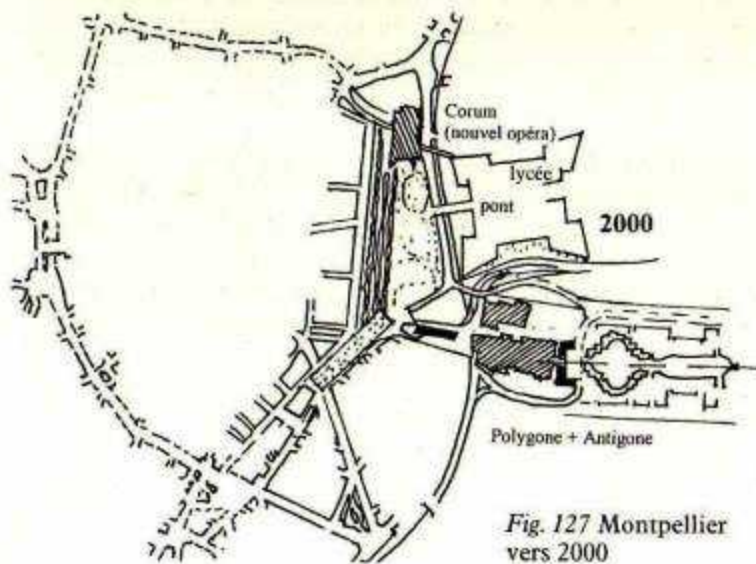 Corum
(nouvel opéra)
lycée
pont
2000
Polygone + Antigone
Fig. 127 Montpellier
vers 2000